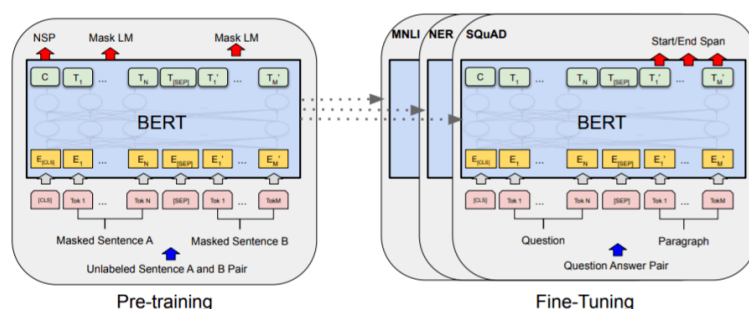 NSP Mask LM Mask LM
C T1 ... TN T[SEP] T1' ... TM'
BERT
E[CLS] E1 ... EN E[SEP] E1' ... EM'
[CLS] Tok 1 ... Tok N [SEP] Tok 1 ... TokM
Masked Sentence A Masked Sentence B
Unlabeled Sentence A and B Pair
Pre-training
MNLI NER SQuAD
Start/End Span
C T1 ... TN T[SEP] T1' ... TM'
BERT
E[CLS] E1 ... EN E[SEP] E1' ... EM'
[CLS] Tok 1 ... Tok N [SEP] Tok 1 ... TokM
Question Paragraph
Question Answer Pair
Fine-Tuning